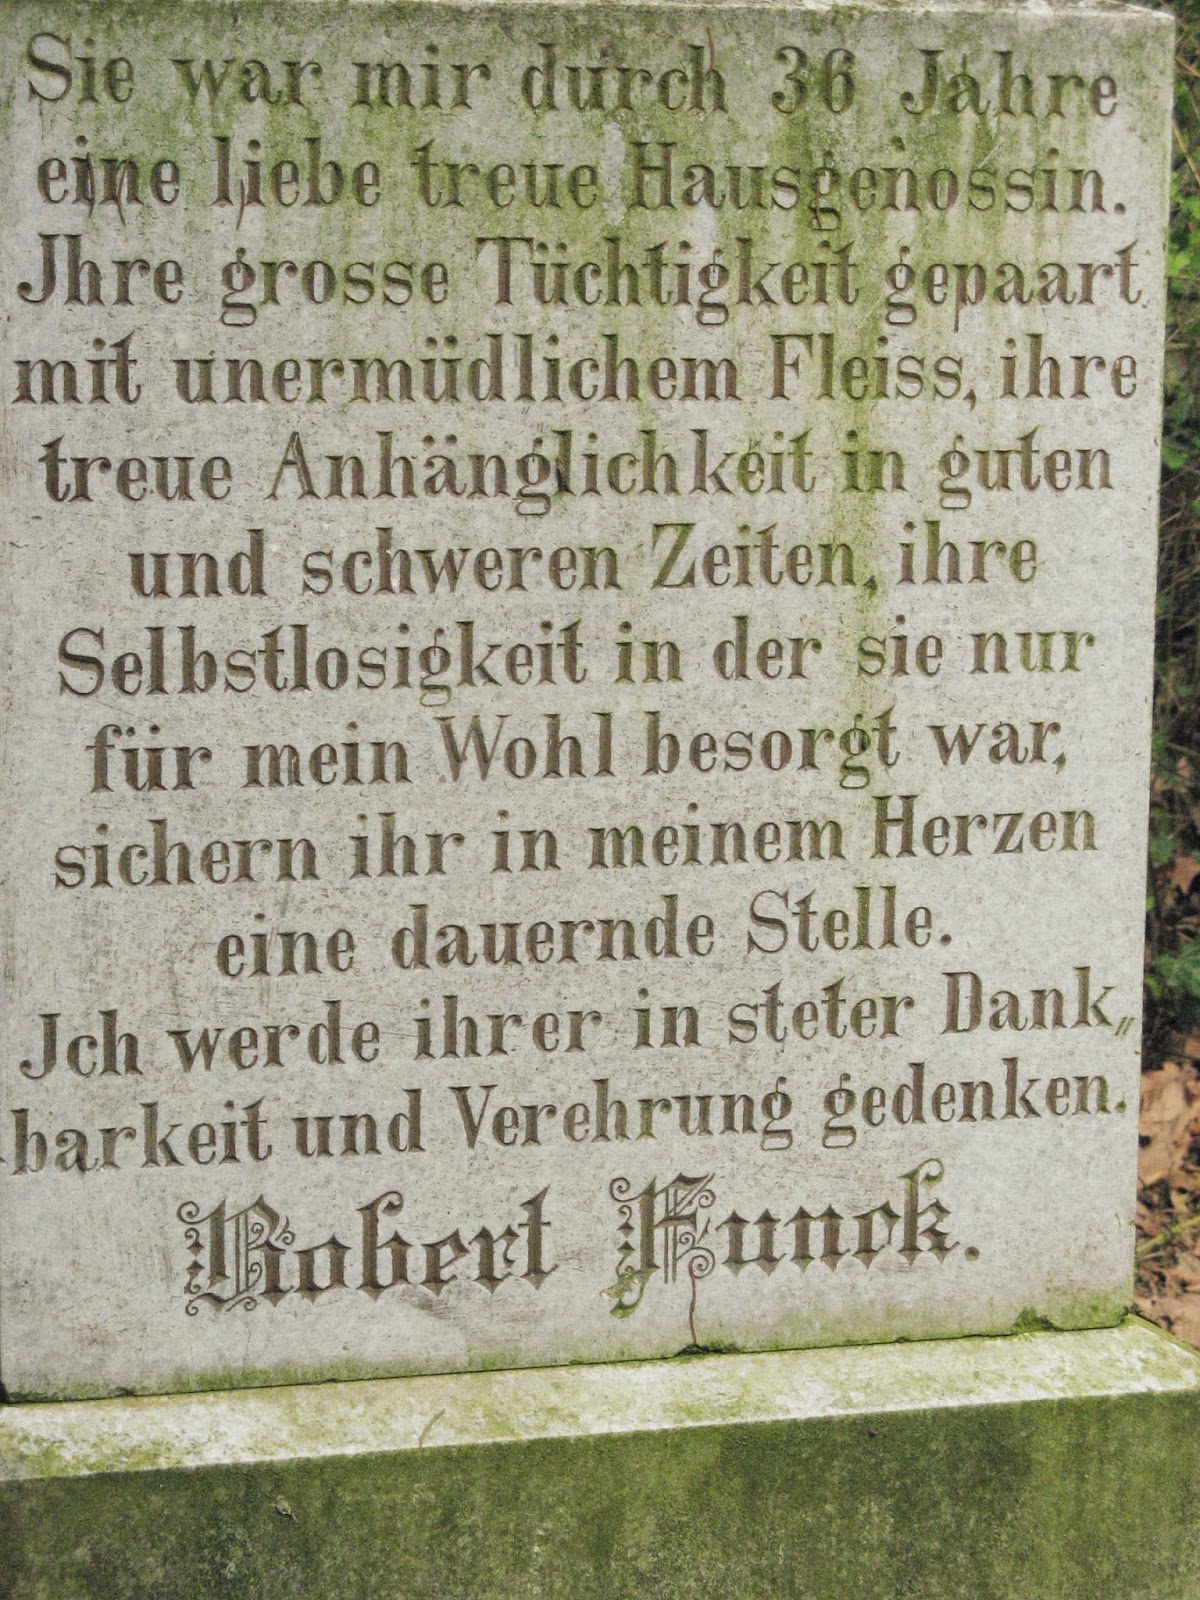 Sie war mir durch 36 Jahre
eine liebe treue Hausgenossin.
Jhre grosse Tüchtigkeit gepaart
mit unermüdlichem Fleiss, ihre
treue Anhänglichkeit in guten
und schweren Zeiten, ihre
Selbstlosigkeit in der sie nur
für mein Wohl besorgt war,
sichern ihr in meinem Herzen
eine dauernde Stelle.
Jch werde ihrer in steter Dank„
barkeit und Verehrung gedenken.
Robert Funck.